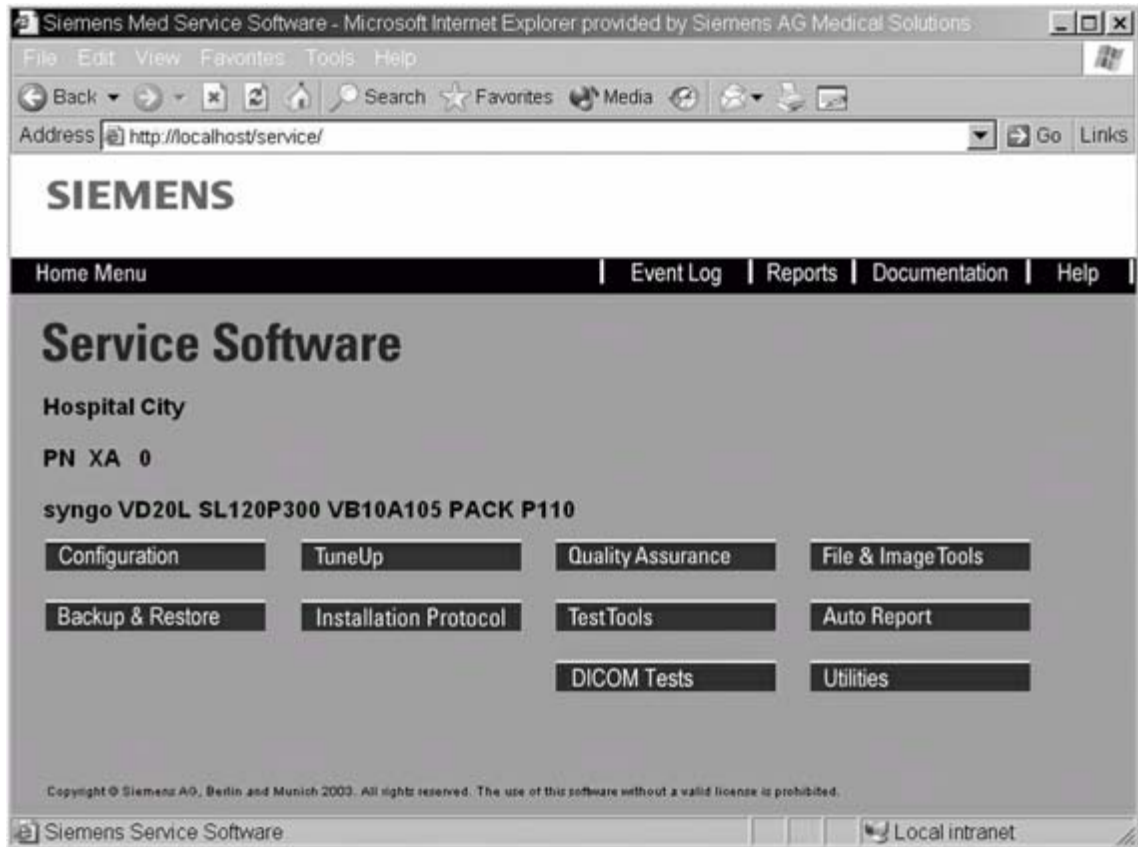 Siemens Med Service Software - Microsoft Internet Explorer provided by Siemens AG Medical Solutions
File Edit View Favorites Tools Help
Back Search Favorites Media
Address http://localhost/service/ Go Links
SIEMENS
Home Menu Event Log Reports Documentation Help
Service Software
Hospital City
PN XA 0
syngo VD20L SL120P300 VB10A105 PACK P110
Configuration TuneUp Quality Assurance File & Image Tools
Backup & Restore Installation Protocol Test Tools Auto Report
DICOM Tests Utilities
Copyright © Siemens AG, Berlin and Munich 2003. All rights reserved. The use of this software without a valid license is prohibited.
Siemens Service Software Local intranet